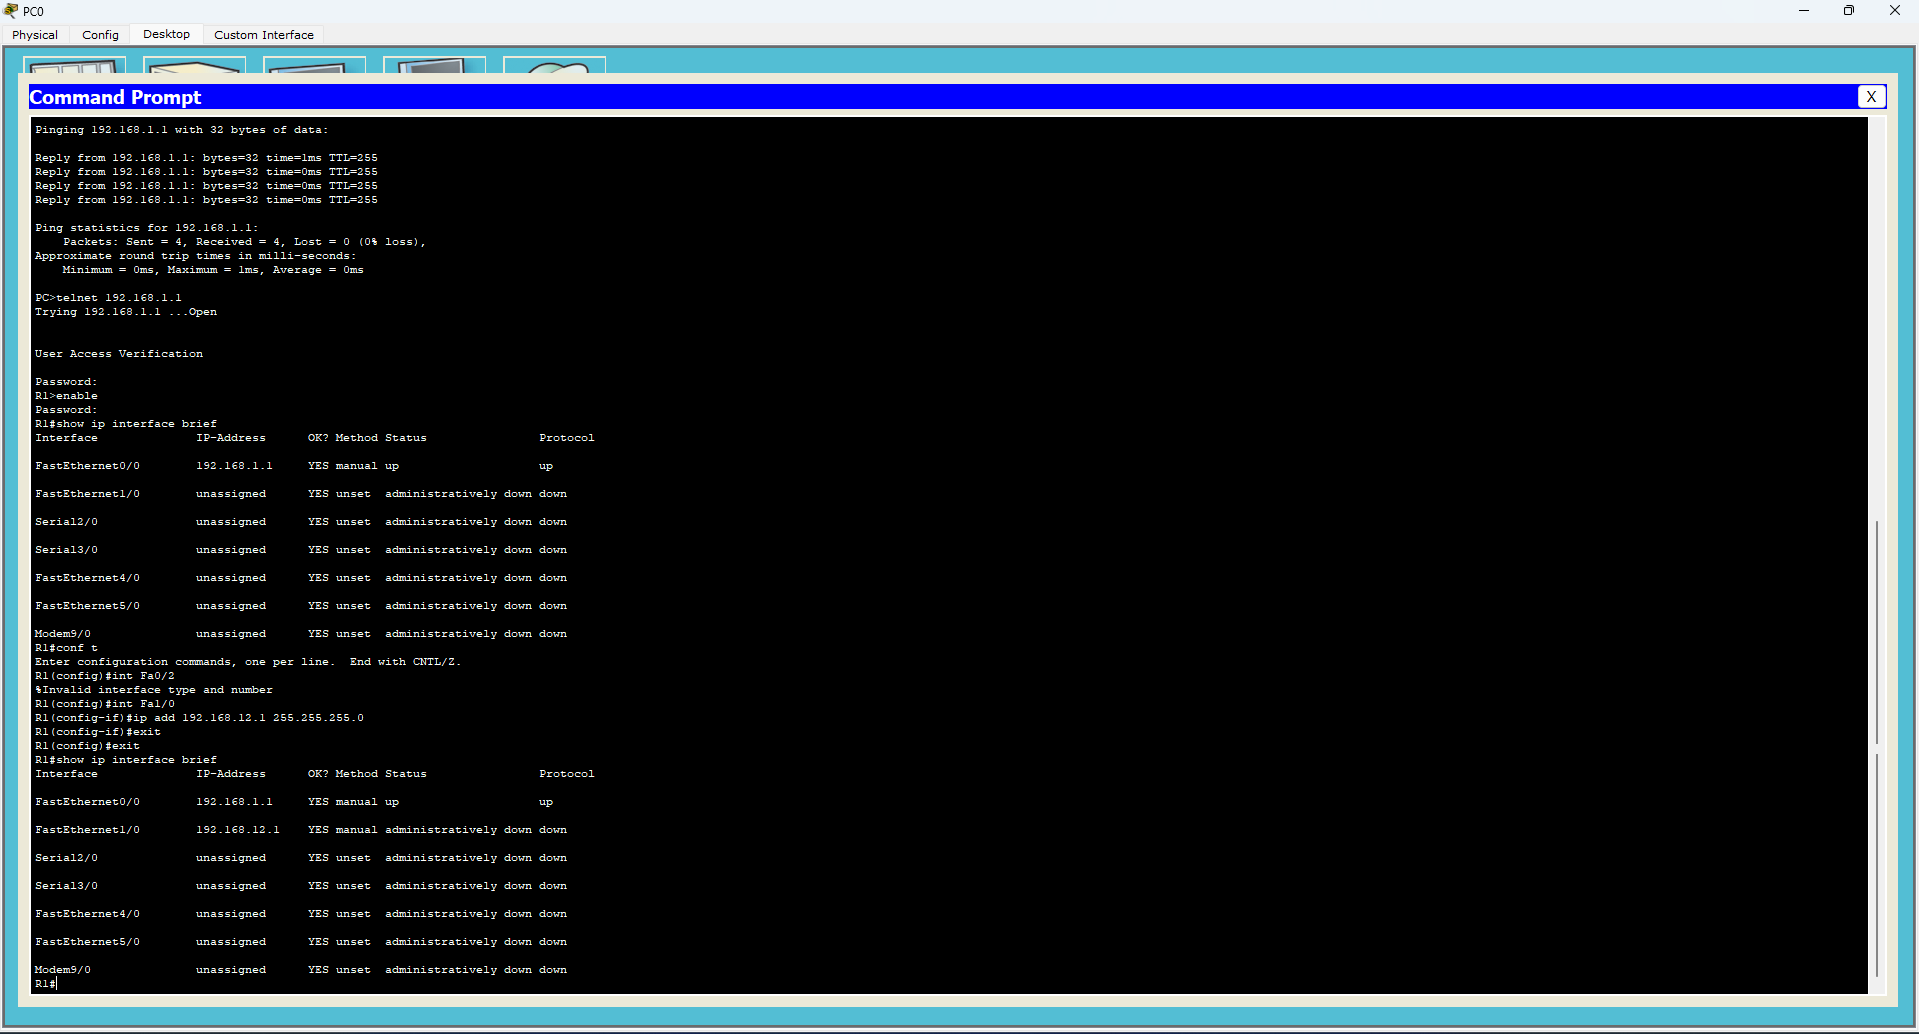 PC0
Physical Config Desktop Custom Interface
Command Prompt X
Pinging 192.168.1.1 with 32 bytes of data:
Reply from 192.168.1.1: bytes=32 time=1ms TTL=255
Reply from 192.168.1.1: bytes=32 time=0ms TTL=255
Reply from 192.168.1.1: bytes=32 time=0ms TTL=255
Reply from 192.168.1.1: bytes=32 time=0ms TTL=255
Ping statistics for 192.168.1.1:
Packets: Sent = 4, Received = 4, Lost = 0 (0% loss),
Approximate round trip times in milli-seconds:
Minimum = 0ms, Maximum = 1ms, Average = 0ms
PC>telnet 192.168.1.1
Trying 192.168.1.1 ...Open
User Access Verification
Password:
R1>enable
Password:
R1#show ip interface brief
Interface IP-Address OK? Method Status Protocol
FastEthernet0/0 192.168.1.1 YES manual up up
FastEthernet1/0 unassigned YES unset administratively down down
Serial2/0 unassigned YES unset administratively down down
Serial3/0 unassigned YES unset administratively down down
FastEthernet4/0 unassigned YES unset administratively down down
FastEthernet5/0 unassigned YES unset administratively down down
Modem9/0 unassigned YES unset administratively down down
R1#conf t
Enter configuration commands, one per line. End with CNTL/Z.
R1(config)#int Fa0/2
%Invalid interface type and number
R1(config)#int Fa1/0
R1(config-if)#ip add 192.168.12.1 255.255.255.0
R1(config-if)#exit
R1(config)#exit
R1#show ip interface brief
Interface IP-Address OK? Method Status Protocol
FastEthernet0/0 192.168.1.1 YES manual up up
FastEthernet1/0 192.168.12.1 YES manual administratively down down
Serial2/0 unassigned YES unset administratively down down
Serial3/0 unassigned YES unset administratively down down
FastEthernet4/0 unassigned YES unset administratively down down
FastEthernet5/0 unassigned YES unset administratively down down
Modem9/0 unassigned YES unset administratively down down
R1#